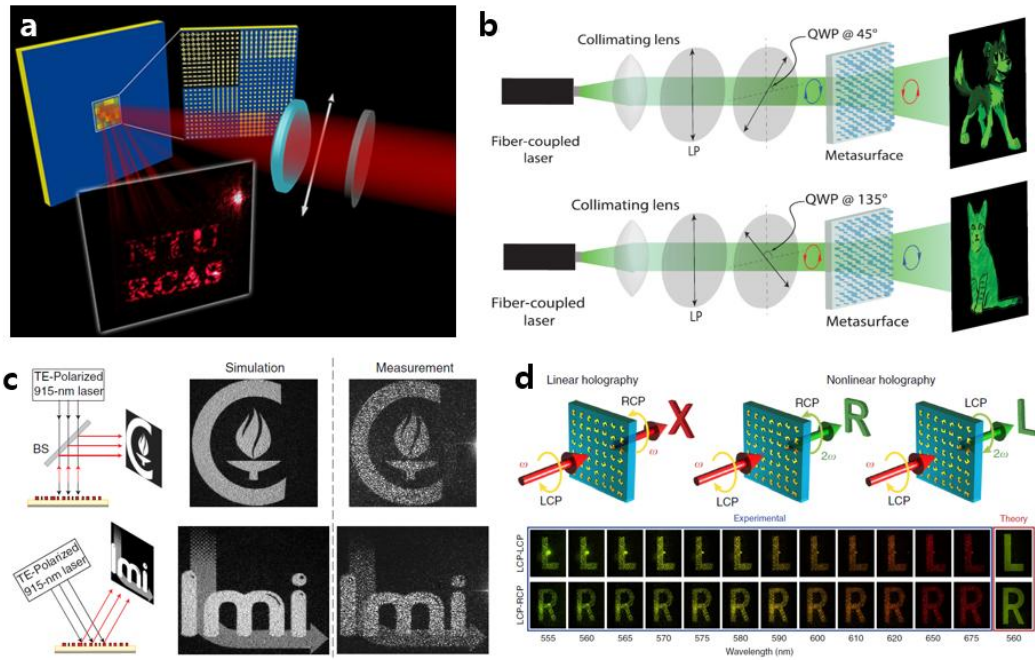 a
NTU
RCAS
b
Collimating lens
QWP @ 45°
Fiber-coupled
laser
LP
Metasurface
Collimating lens
QWP @ 135°
Fiber-coupled
laser
LP
Metasurface
c
TE-Polarized
915-nm laser
BS
Simulation
Measurement
TE-Polarized
915-nm laser
lmi
lmi
lmi
d
Linear holography
Nonlinear holography
RCP
X
ω
ω
LCP
RCP
R
2ω
ω
LCP
LCP
L
2ω
ω
LCP
Experimental
Theory
LCP-LCP
L L L L L L L L L L L L L
LCP-RCP
R R R R R R R R R R R R R
555 560 565 570 575 580 590 600 610 620 650 675 560
Wavelength (nm)